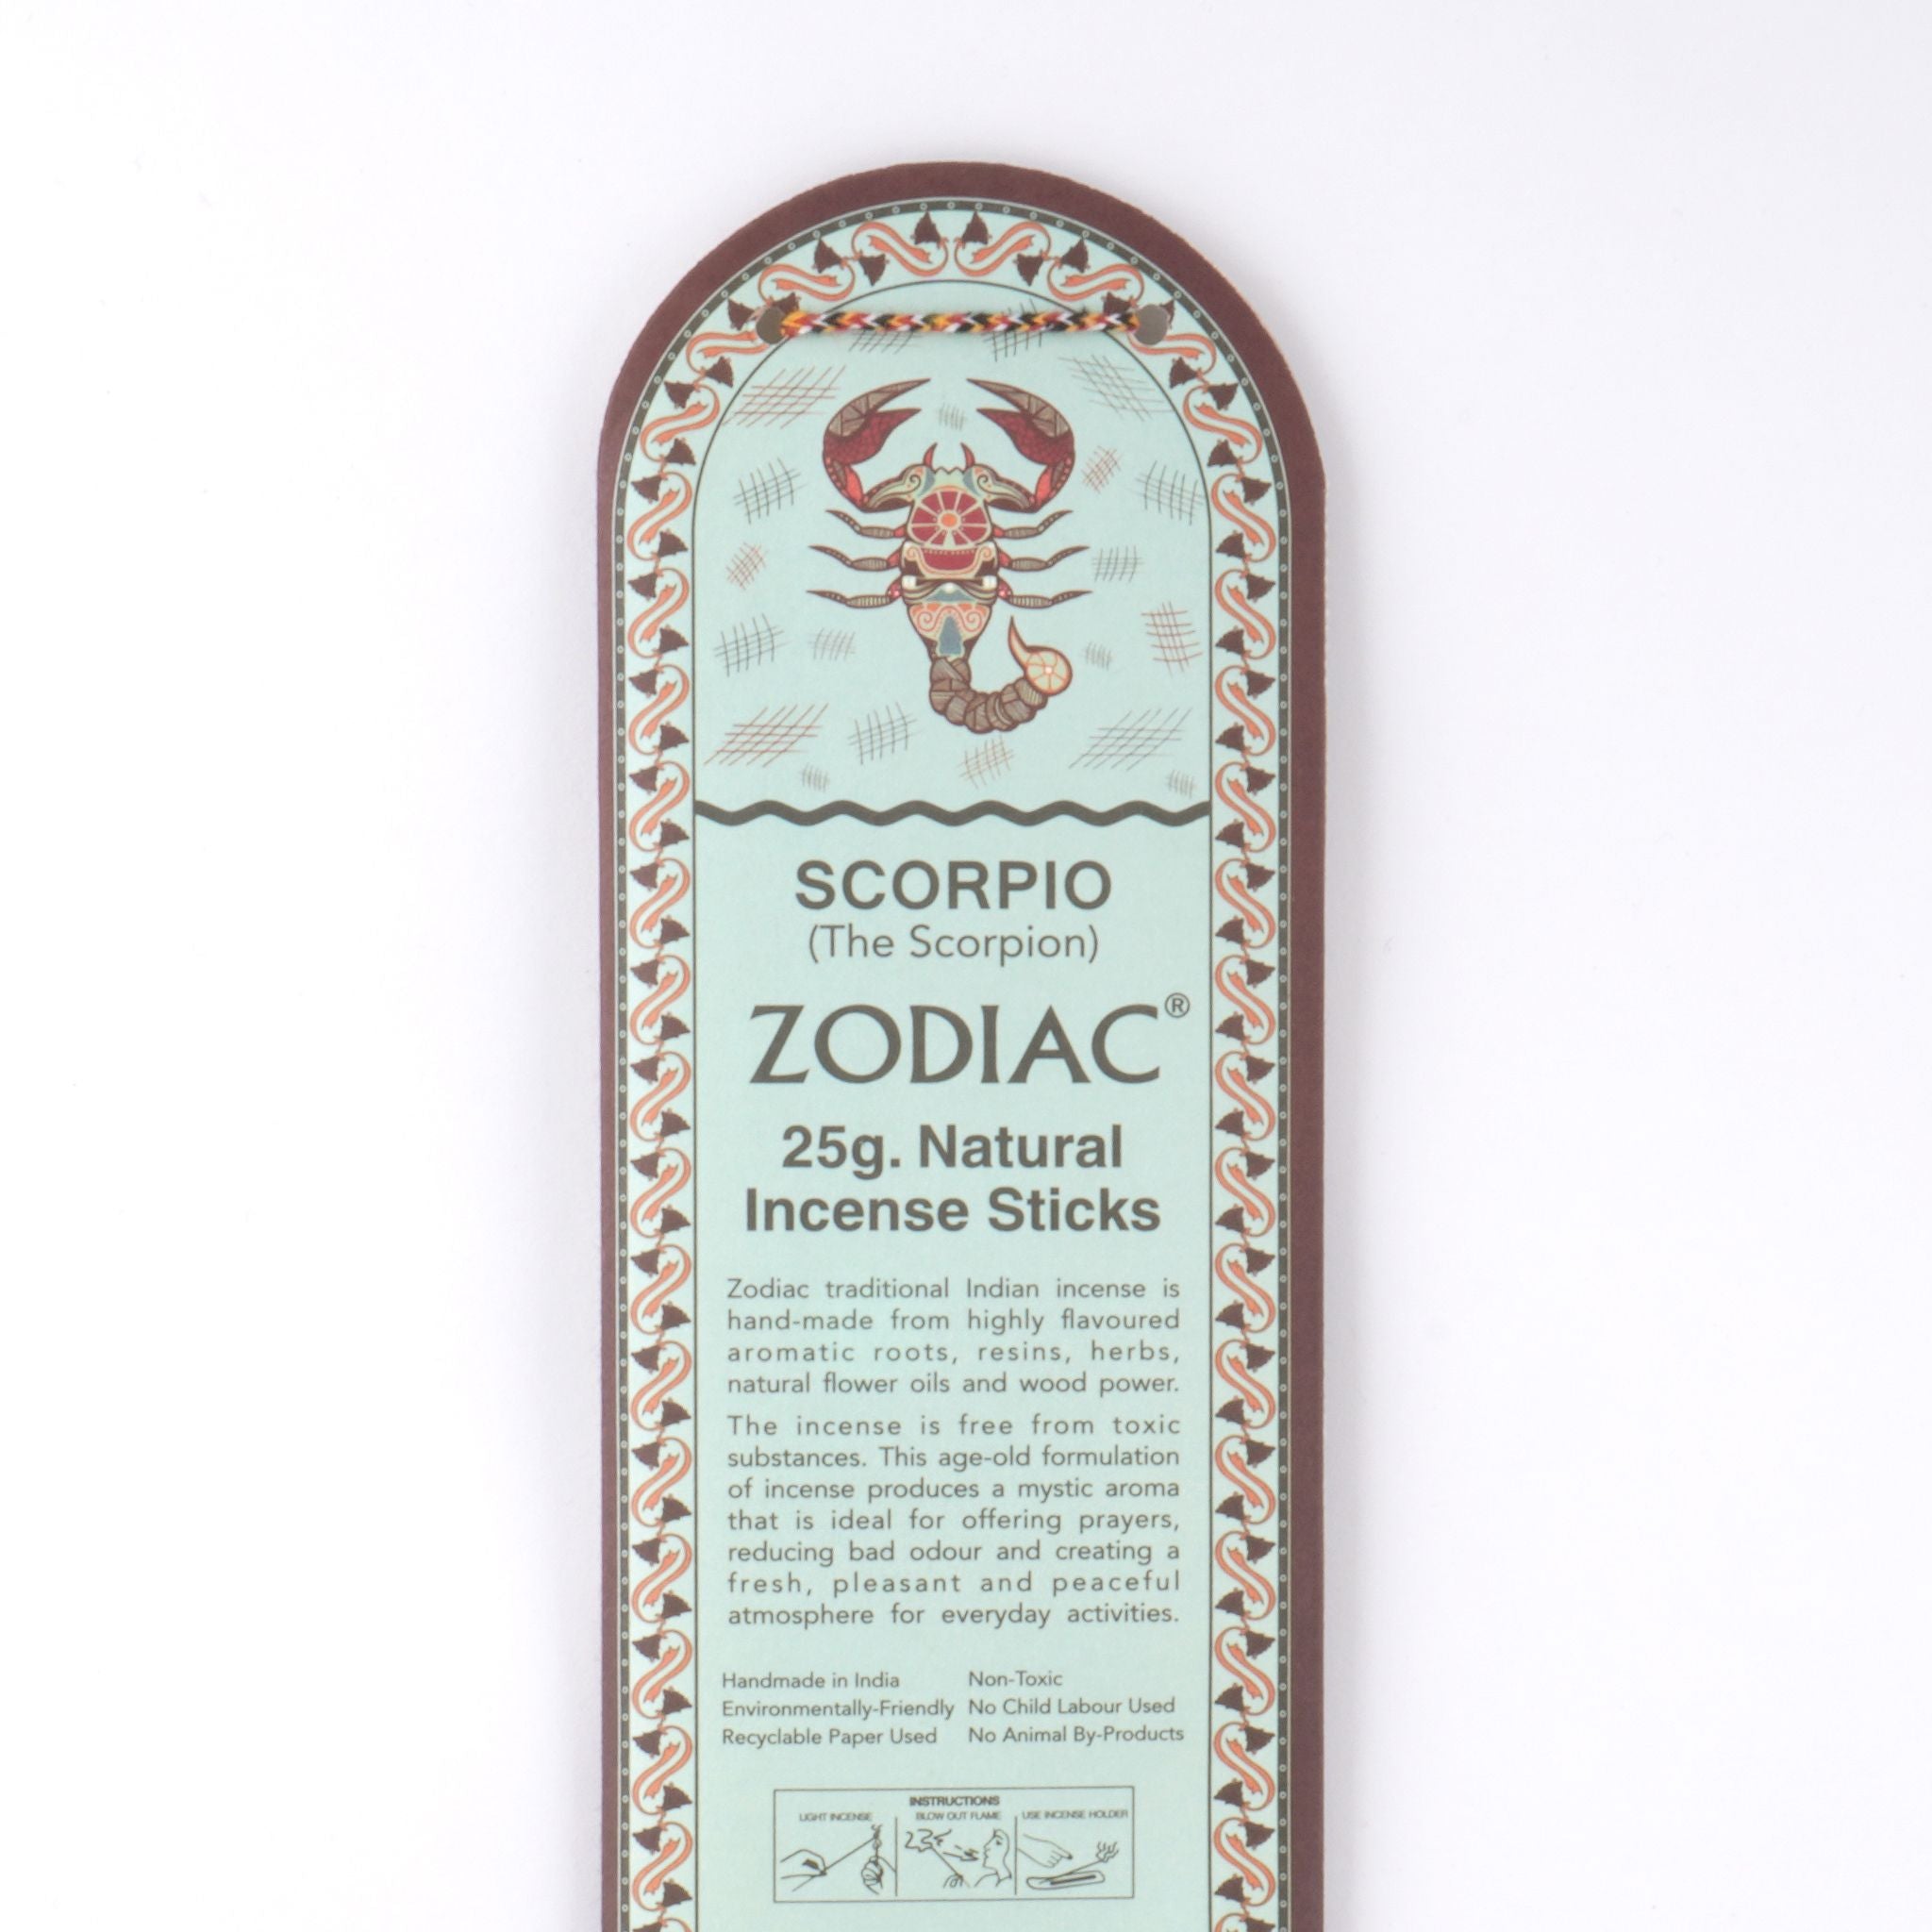 SCORPIO
(The Scorpion)
ZODIAC®
25g. Natural
Incense Sticks
Zodiac traditional Indian incense is
hand-made from highly flavoured
aromatic roots, resins, herbs,
natural flower oils and wood power.
The incense is free from toxic
substances. This age-old formulation
of incense produces a mystic aroma
that is ideal for offering prayers,
reducing bad odour and creating a
fresh, pleasant and peaceful
atmosphere for everyday activities.
Handmade in India Non-Toxic
Environmentally-Friendly No Child Labour Used
Recyclable Paper Used No Animal By-Products
INSTRUCTIONS
LIGHT INCENSE BLOW OUT FLAME USE INCENSE HOLDER